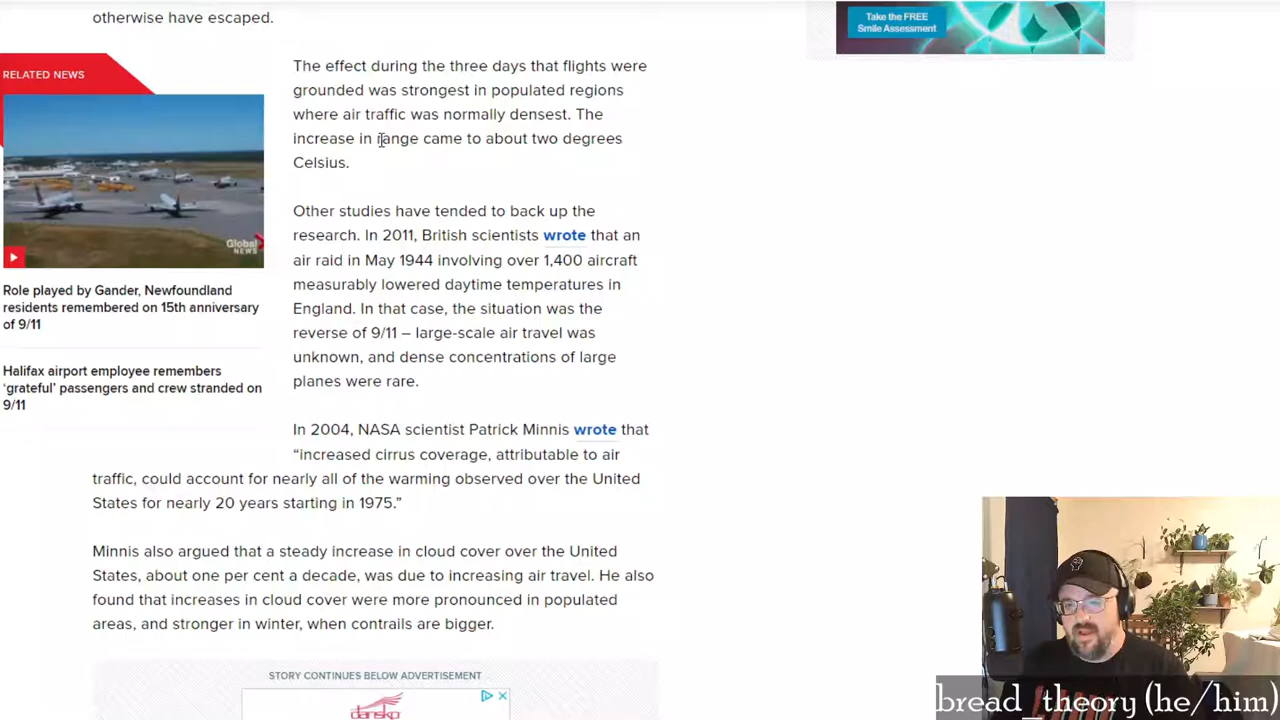 otherwise have escaped.
Take the FREE
Smile Assessment
RELATED NEWS
Global
NEWS
Role played by Gander, Newfoundland
residents remembered on 15th anniversary
of 9/11
Halifax airport employee remembers
‘grateful’ passengers and crew stranded on
9/11
The effect during the three days that flights were
grounded was strongest in populated regions
where air traffic was normally densest. The
increase in range came to about two degrees
Celsius.
Other studies have tended to back up the
research. In 2011, British scientists wrote that an
air raid in May 1944 involving over 1,400 aircraft
measurably lowered daytime temperatures in
England. In that case, the situation was the
reverse of 9/11 – large-scale air travel was
unknown, and dense concentrations of large
planes were rare.
In 2004, NASA scientist Patrick Minnis wrote that
“increased cirrus coverage, attributable to air
traffic, could account for nearly all of the warming observed over the United
States for nearly 20 years starting in 1975.”
Minnis also argued that a steady increase in cloud cover over the United
States, about one per cent a decade, was due to increasing air travel. He also
found that increases in cloud cover were more pronounced in populated
areas, and stronger in winter, when contrails are bigger.
STORY CONTINUES BELOW ADVERTISEMENT
dansko
bread_theory (he/him)